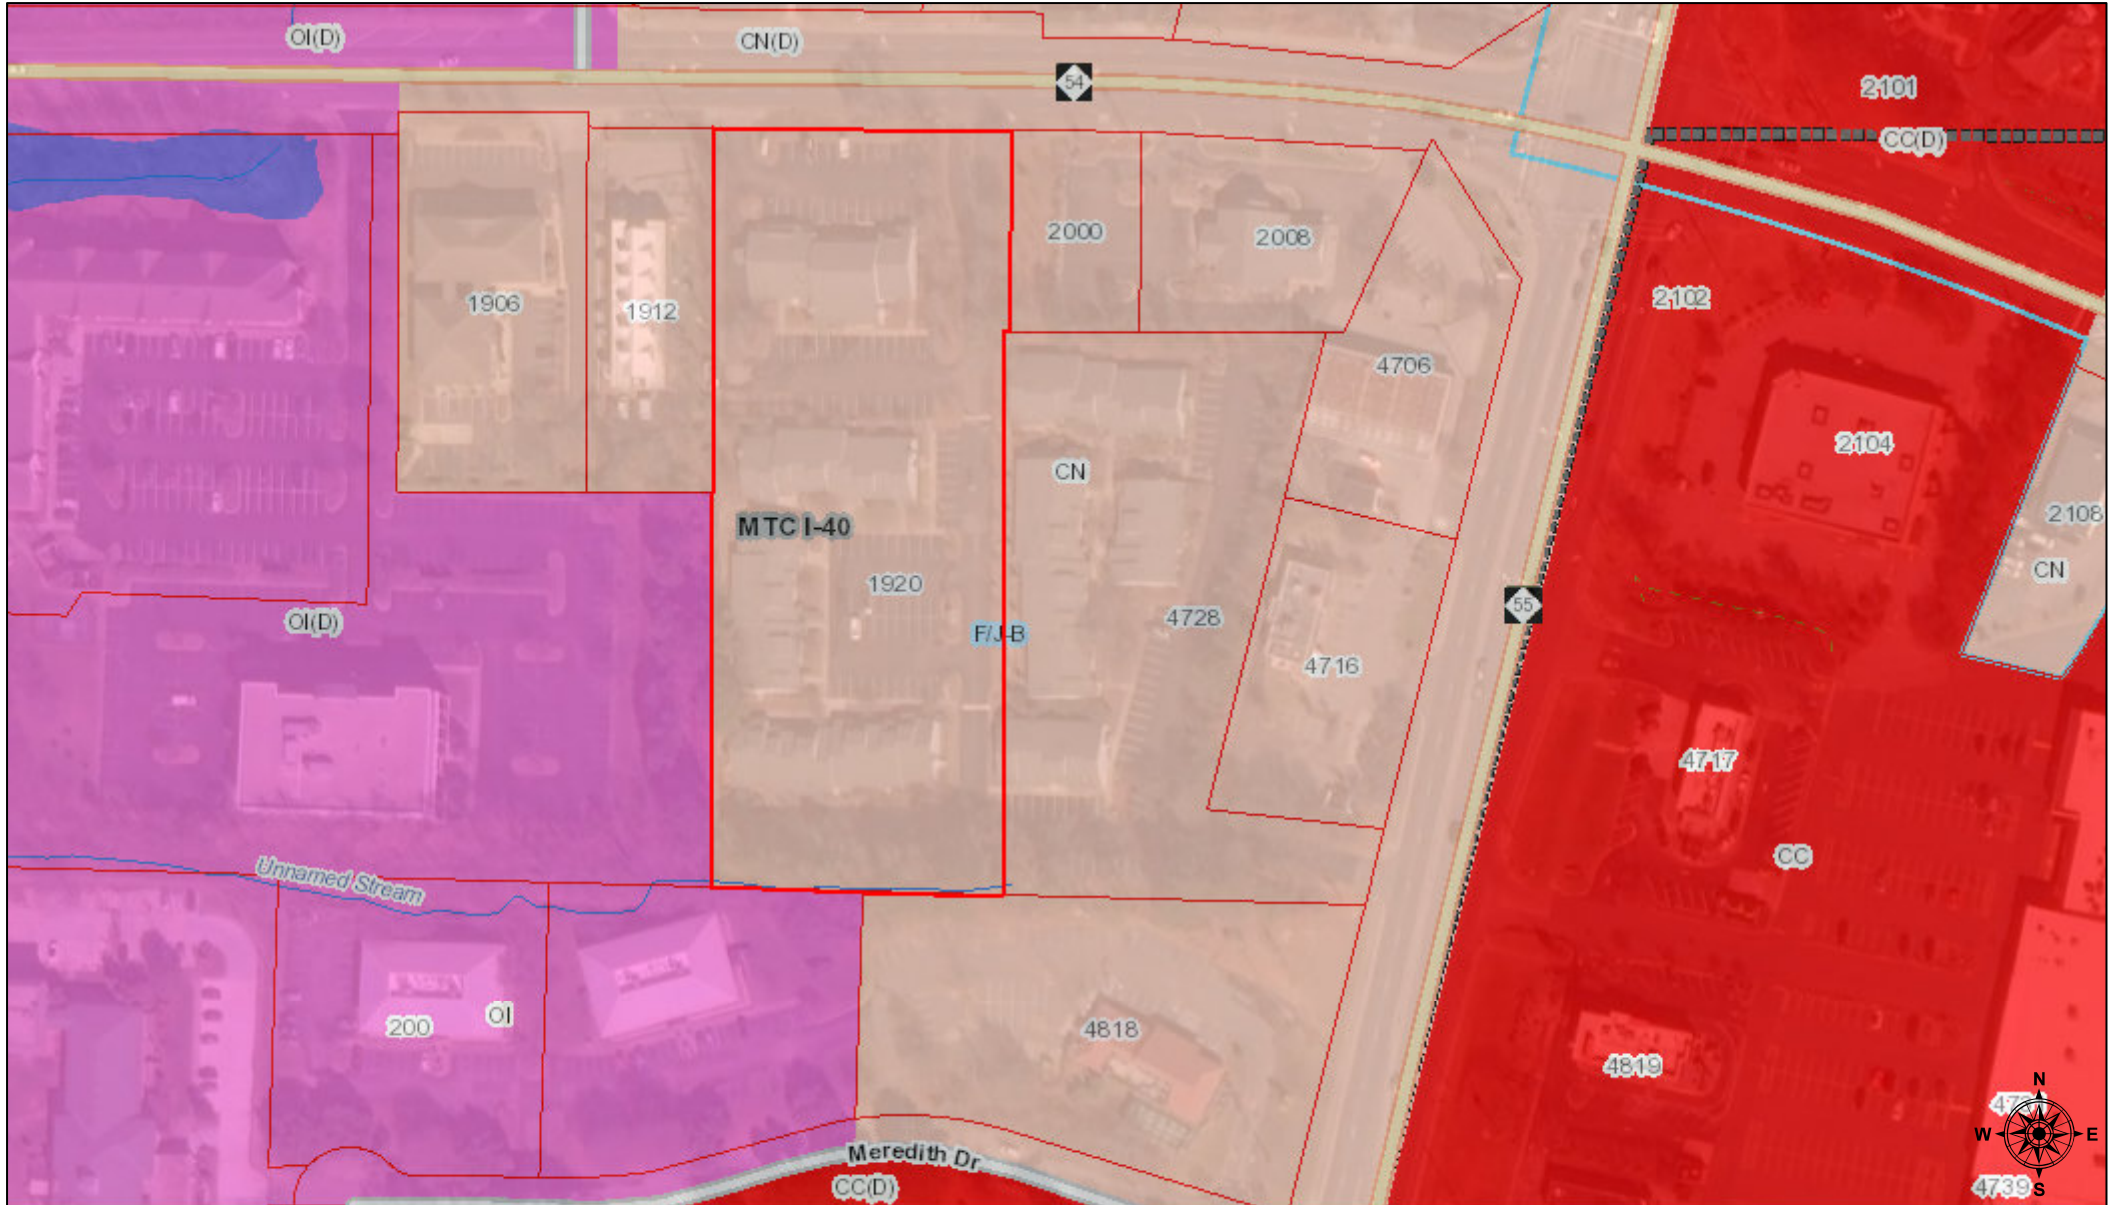 OI(D)
CN(D)
54
2101
CC(D)
2000
2008
1906
1912
2102
4706
2104
CN
2108
MTC I-40
1920
CN
55
OI(D)
4728
F/J-B
4716
4717
CC
Unnamed Stream
OI
200
4818
4819
N
W
E
S
Meredith Dr
CC(D)
4739